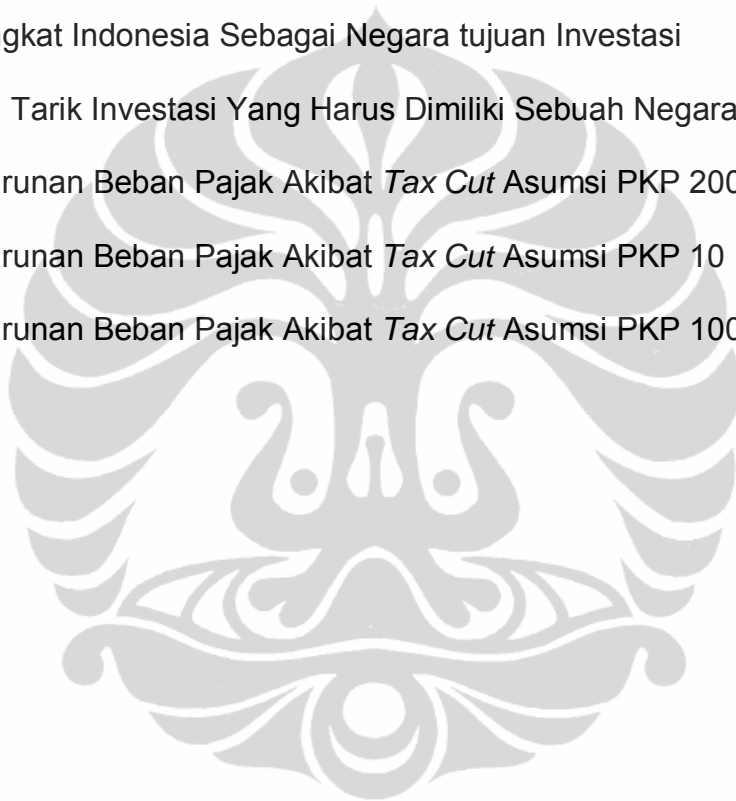 ngkat Indonesia Sebagai Negara tujuan Investasi
Tarik Investasi Yang Harus Dimiliki Sebuah Negara
runan Beban Pajak Akibat Tax Cut Asumsi PKP 200
runan Beban Pajak Akibat Tax Cut Asumsi PKP 10
runan Beban Pajak Akibat Tax Cut Asumsi PKP 100